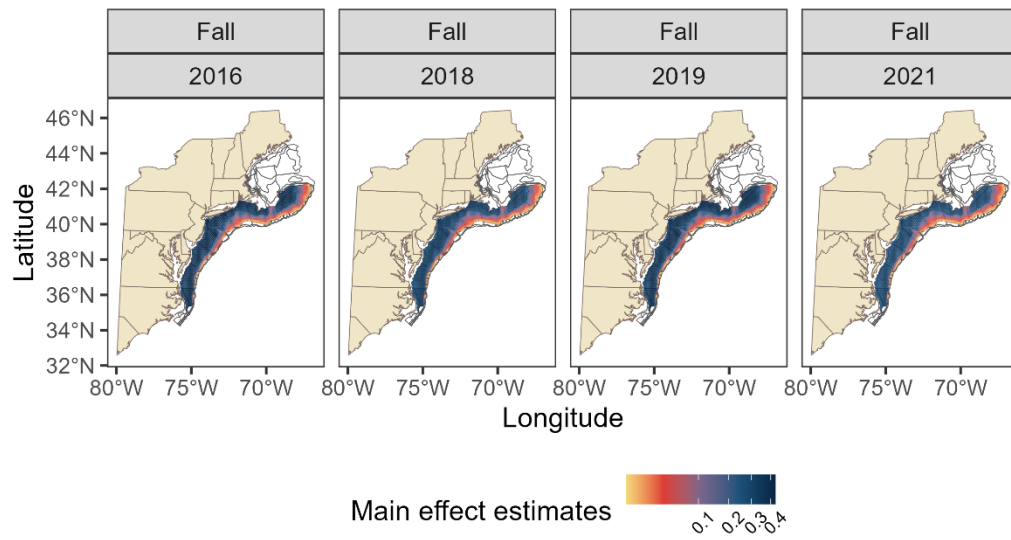 Fall Fall Fall Fall
2016 2018 2019 2021
46°N
44°N
42°N
40°N
38°N
36°N
34°N
32°N
Latitude
80°W 75°W 70°W 80°W 75°W 70°W 80°W 75°W 70°W 80°W 75°W 70°W
Longitude
Main effect estimates
0.1 0.2 0.3 0.4